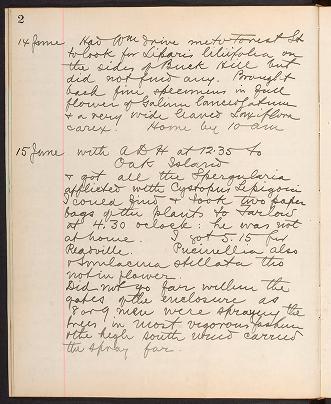 2
14 June Had Wm drive me to Forrest St
to look for Liparis liliifolia on
the sides of Buck Hill but
did not find any. Brought
back fine specimens in full
flower of Galium lanceolatum
& a very wide leaved laxiflora
carex. Home by 10 am
15 June with A D H at 12.35 to
Oak Island
& got all the Spergularia
afflicted with Cystopus Lepigoni
I could find & took two paper
bags of the plants to Farlow
at 4.30 oclock: he was not
at home. I got 5.15 for
Readville. Puccinellia also
& Smilacina stellata tho
not in flower.
Did not go far within the
gates of the enclosure as
8 or 9 men were spraying the
trees in most vigorous fashion
& the high south wind carried
the spray far.